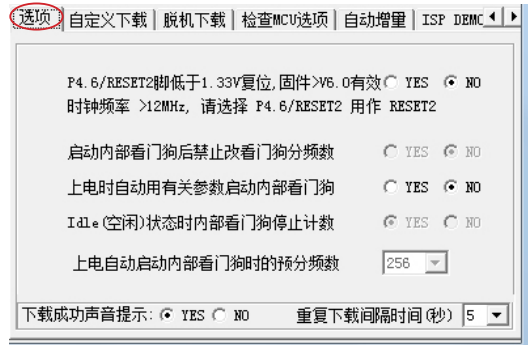 选项 自定义下载 脱机下载 检查MCU选项 自动增量 ISP DEMO
P4.6/RESET2脚低于1.33V复位,固件>V6.0有效 YES NO
时钟频率 >12MHz, 请选择 P4.6/RESET2 用作 RESET2
启动内部看门狗后禁止改看门狗分频数 YES NO
上电时自动用有关参数启动内部看门狗 YES NO
Idle(空闲)状态时内部看门狗停止计数 YES NO
上电自动启动内部看门狗时的预分频数 256
下载成功声音提示: YES NO 重复下载间隔时间(秒) 5